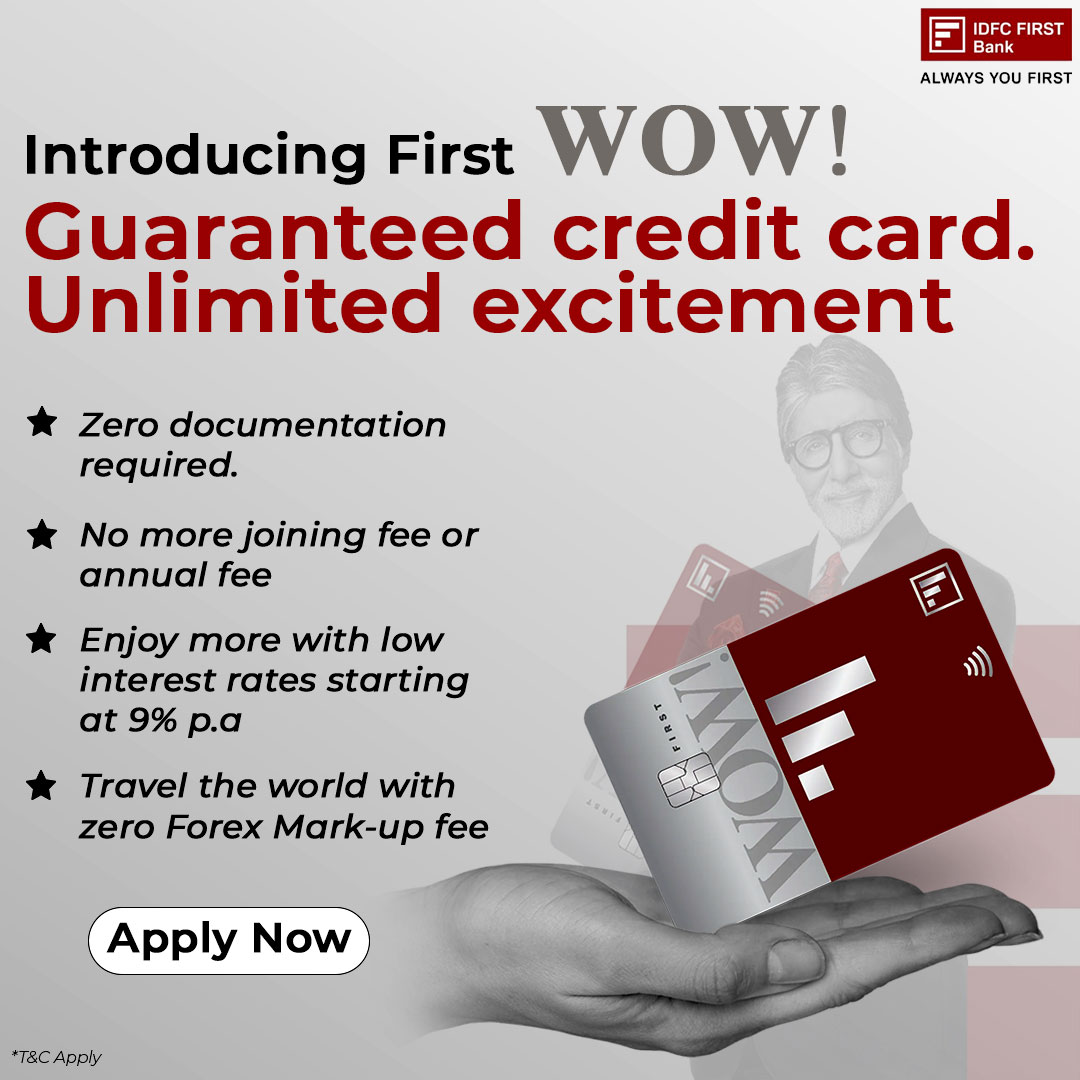 IDFC FIRST
Bank
ALWAYS YOU FIRST
Introducing First WOW!
Guaranteed credit card.
Unlimited excitement
Zero documentation
required.
No more joining fee or
annual fee
Enjoy more with low
interest rates starting
at 9% p.a
Travel the world with
zero Forex Mark-up fee
FIRST
WOW!
FIRST
Apply Now
*T&C Apply